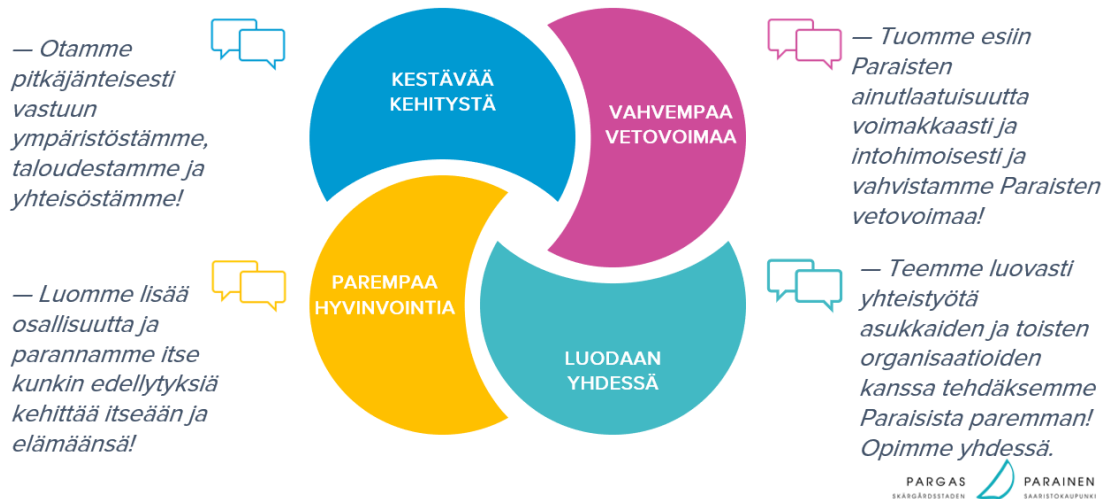 — Otamme
pitkäjänteisesti
vastuun
ympäristöstämme,
taloudestamme ja
yhteisöstämme!
KESTÄVÄÄ
KEHITYSTÄ
VAHVEMPAA
VETOVOIMAA
— Tuomme esiin
Paraisten
ainutlaatuisuutta
voimakkaasti ja
intohimoisesti ja
vahvistamme Paraisten
vetovoimaa!
— Luomme lisää
osallisuutta ja
parannamme itse
kunkin edellytyksiä
kehittää itseään ja
elämäänsä!
PAREMPAA
HYVINVOINTIA
LUODAAN
YHDESSÄ
— Teemme luovasti
yhteistyötä
asukkaiden ja toisten
organisaatioiden
kanssa tehdäksemme
Paraisista paremman!
Opimme yhdessä.
PARGAS
SKÄRGÅRDSSTADEN
PARAINEN
SAARISTOKAUPUNKI